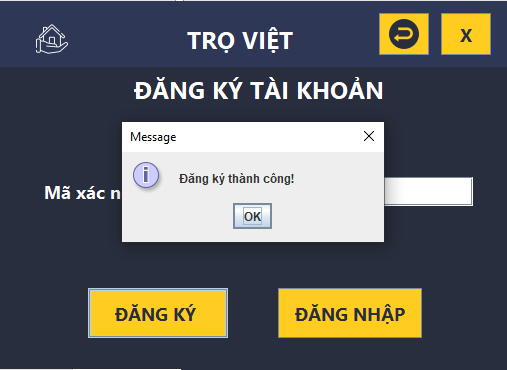 TRỌ VIỆT
X
ĐĂNG KÝ TÀI KHOẢN
Message
Đăng ký thành công!
Mã xác
OK
ĐĂNG KÝ
ĐĂNG NHẬP